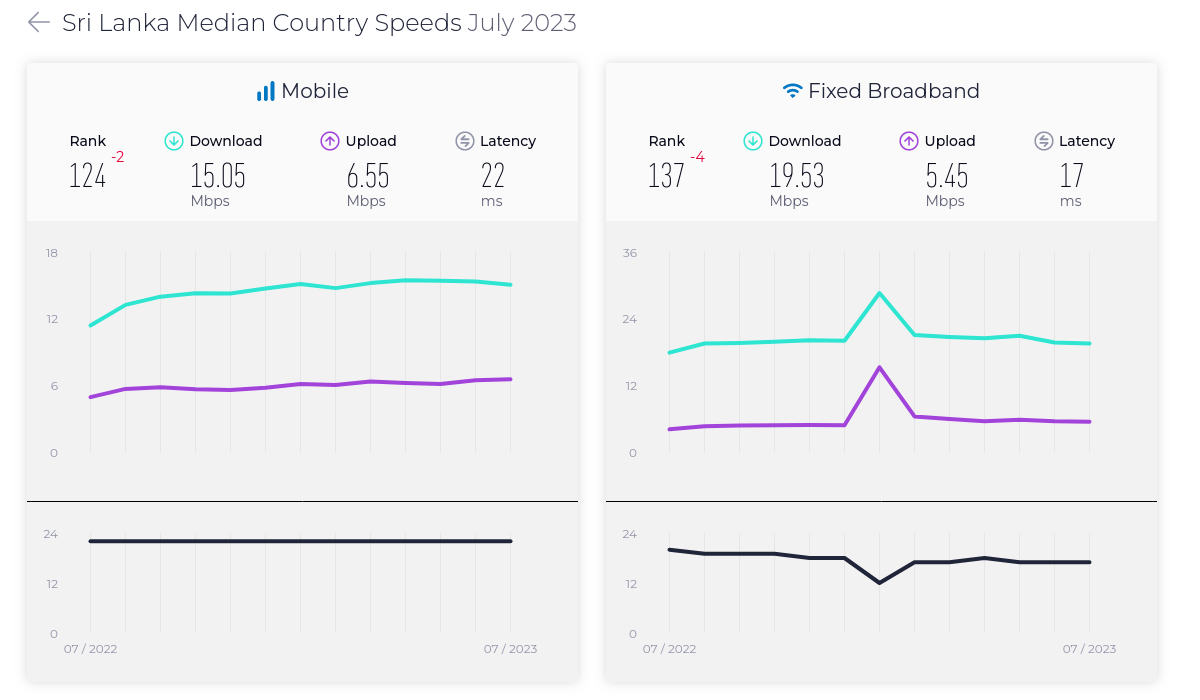 Sri Lanka Median Country Speeds July 2023
Mobile
Rank Download Upload Latency
124 -2 15.05 6.55 22
Mbps Mbps ms
18
12
6
0
24
12
0
07 / 2022 07 / 2023
Fixed Broadband
Rank Download Upload Latency
137 -4 19.53 5.45 17
Mbps Mbps ms
36
24
12
0
24
12
0
07 / 2022 07 / 2023